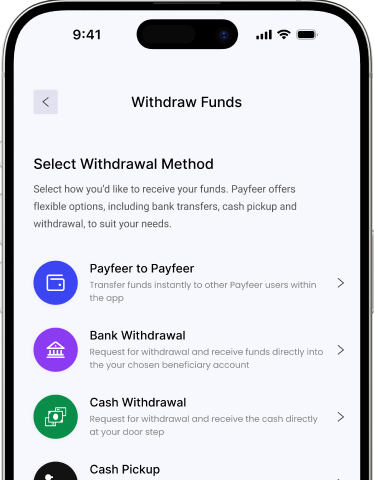 9:41
Withdraw Funds
Select Withdrawal Method
Select how you'd like to receive your funds. Payfeer offers
flexible options, including bank transfers, cash pickup and
withdrawal, to suit your needs.
Payfeer to Payfeer
Transfer funds instantly to other Payfeer users within
the app
Bank Withdrawal
Request for withdrawal and receive funds directly into
the your chosen beneficiary account
Cash Withdrawal
Request for withdrawal and receive the cash directly
at your door step
Cash Pickup